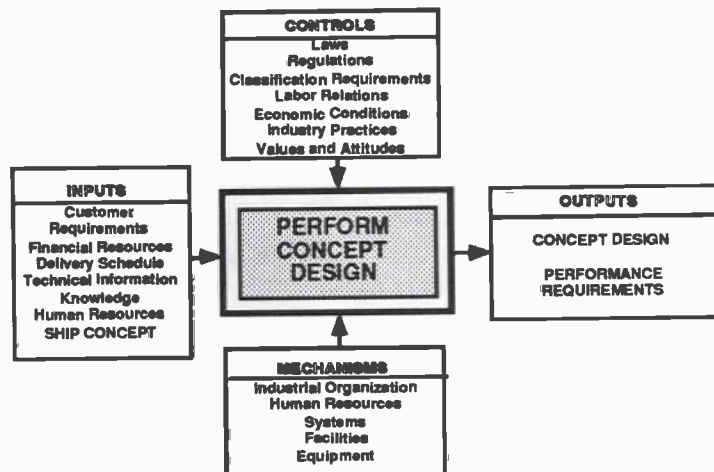 CONTROLS
Laws
Regulations
Classification Requirements
Labor Relations
Economic Conditions
Industry Practices
Values and Attitudes
INPUTS
Customer
Requirements
Financial Resources
Delivery Schedule
Technical Information
Knowledge
Human Resources
SHIP CONCEPT
PERFORM
CONCEPT
DESIGN
OUTPUTS
CONCEPT DESIGN
PERFORMANCE
REQUIREMENTS
MECHANISMS
Industrial Organization
Human Resources
Systems
Facilities
Equipment